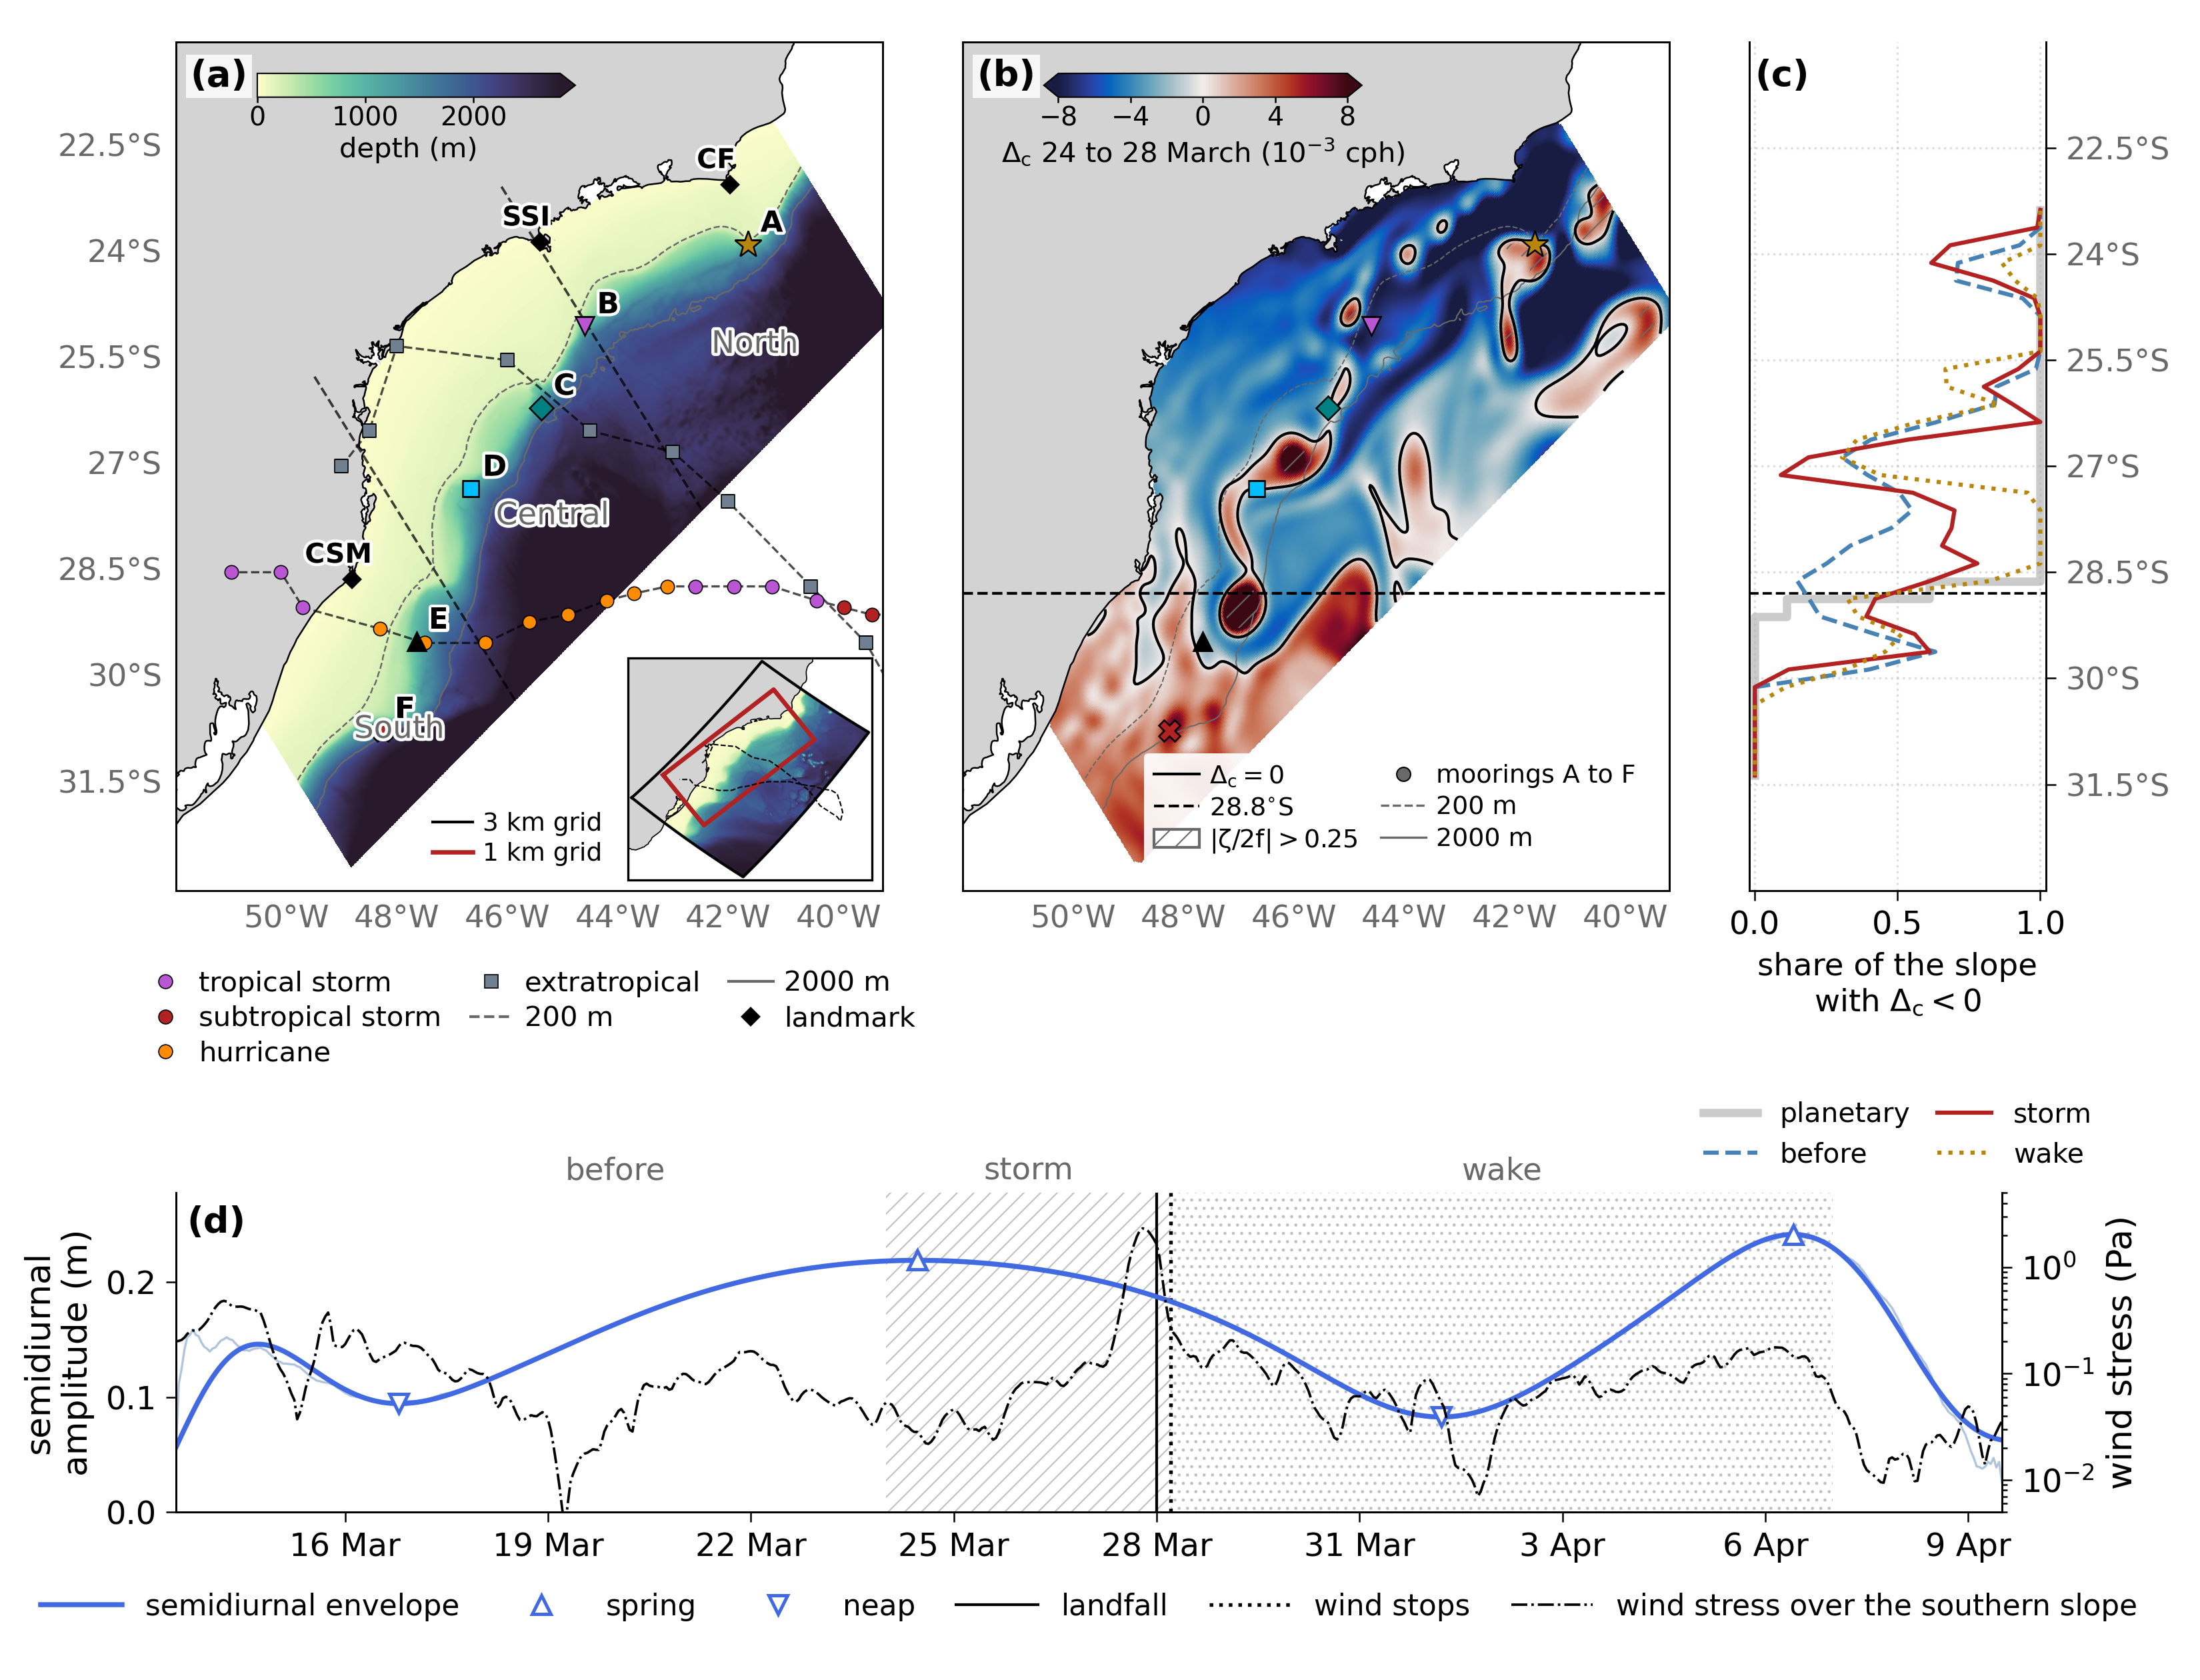 (a)
0 1000 2000
depth (m)
CF
SSI
A
B
North
C
D
Central
CSM
E
F
South
3 km grid
1 km grid
22.5°S
24°S
25.5°S
27°S
28.5°S
30°S
31.5°S
50°W 48°W 46°W 44°W 42°W 40°W
tropical storm
subtropical storm
hurricane
extratropical
200 m
2000 m
landmark
(b)
−8 −4 0 4 8
Δc 24 to 28 March (10⁻³ cph)
Δc = 0
28.8°S
|ζ/2f| > 0.25
moorings A to F
200 m
2000 m
50°W 48°W 46°W 44°W 42°W 40°W
(c)
22.5°S
24°S
25.5°S
27°S
28.5°S
30°S
31.5°S
0.0 0.5 1.0
share of the slope
with Δc < 0
planetary
before
storm
wake
before storm wake
(d)
semidiurnal
amplitude (m)
0.2
0.1
0.0
10⁰
10⁻¹
10⁻²
wind stress (Pa)
16 Mar 19 Mar 22 Mar 25 Mar 28 Mar 31 Mar 3 Apr 6 Apr 9 Apr
semidiurnal envelope spring neap landfall wind stops wind stress over the southern slope